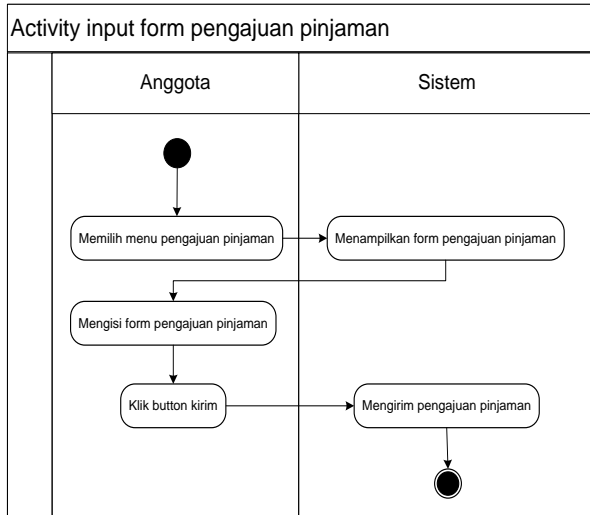 Activity input form pengajuan pinjaman
Anggota
Sistem
Memilih menu pengajuan pinjaman
Menampilkan form pengajuan pinjaman
Mengisi form pengajuan pinjaman
Klik button kirim
Mengirim pengajuan pinjaman